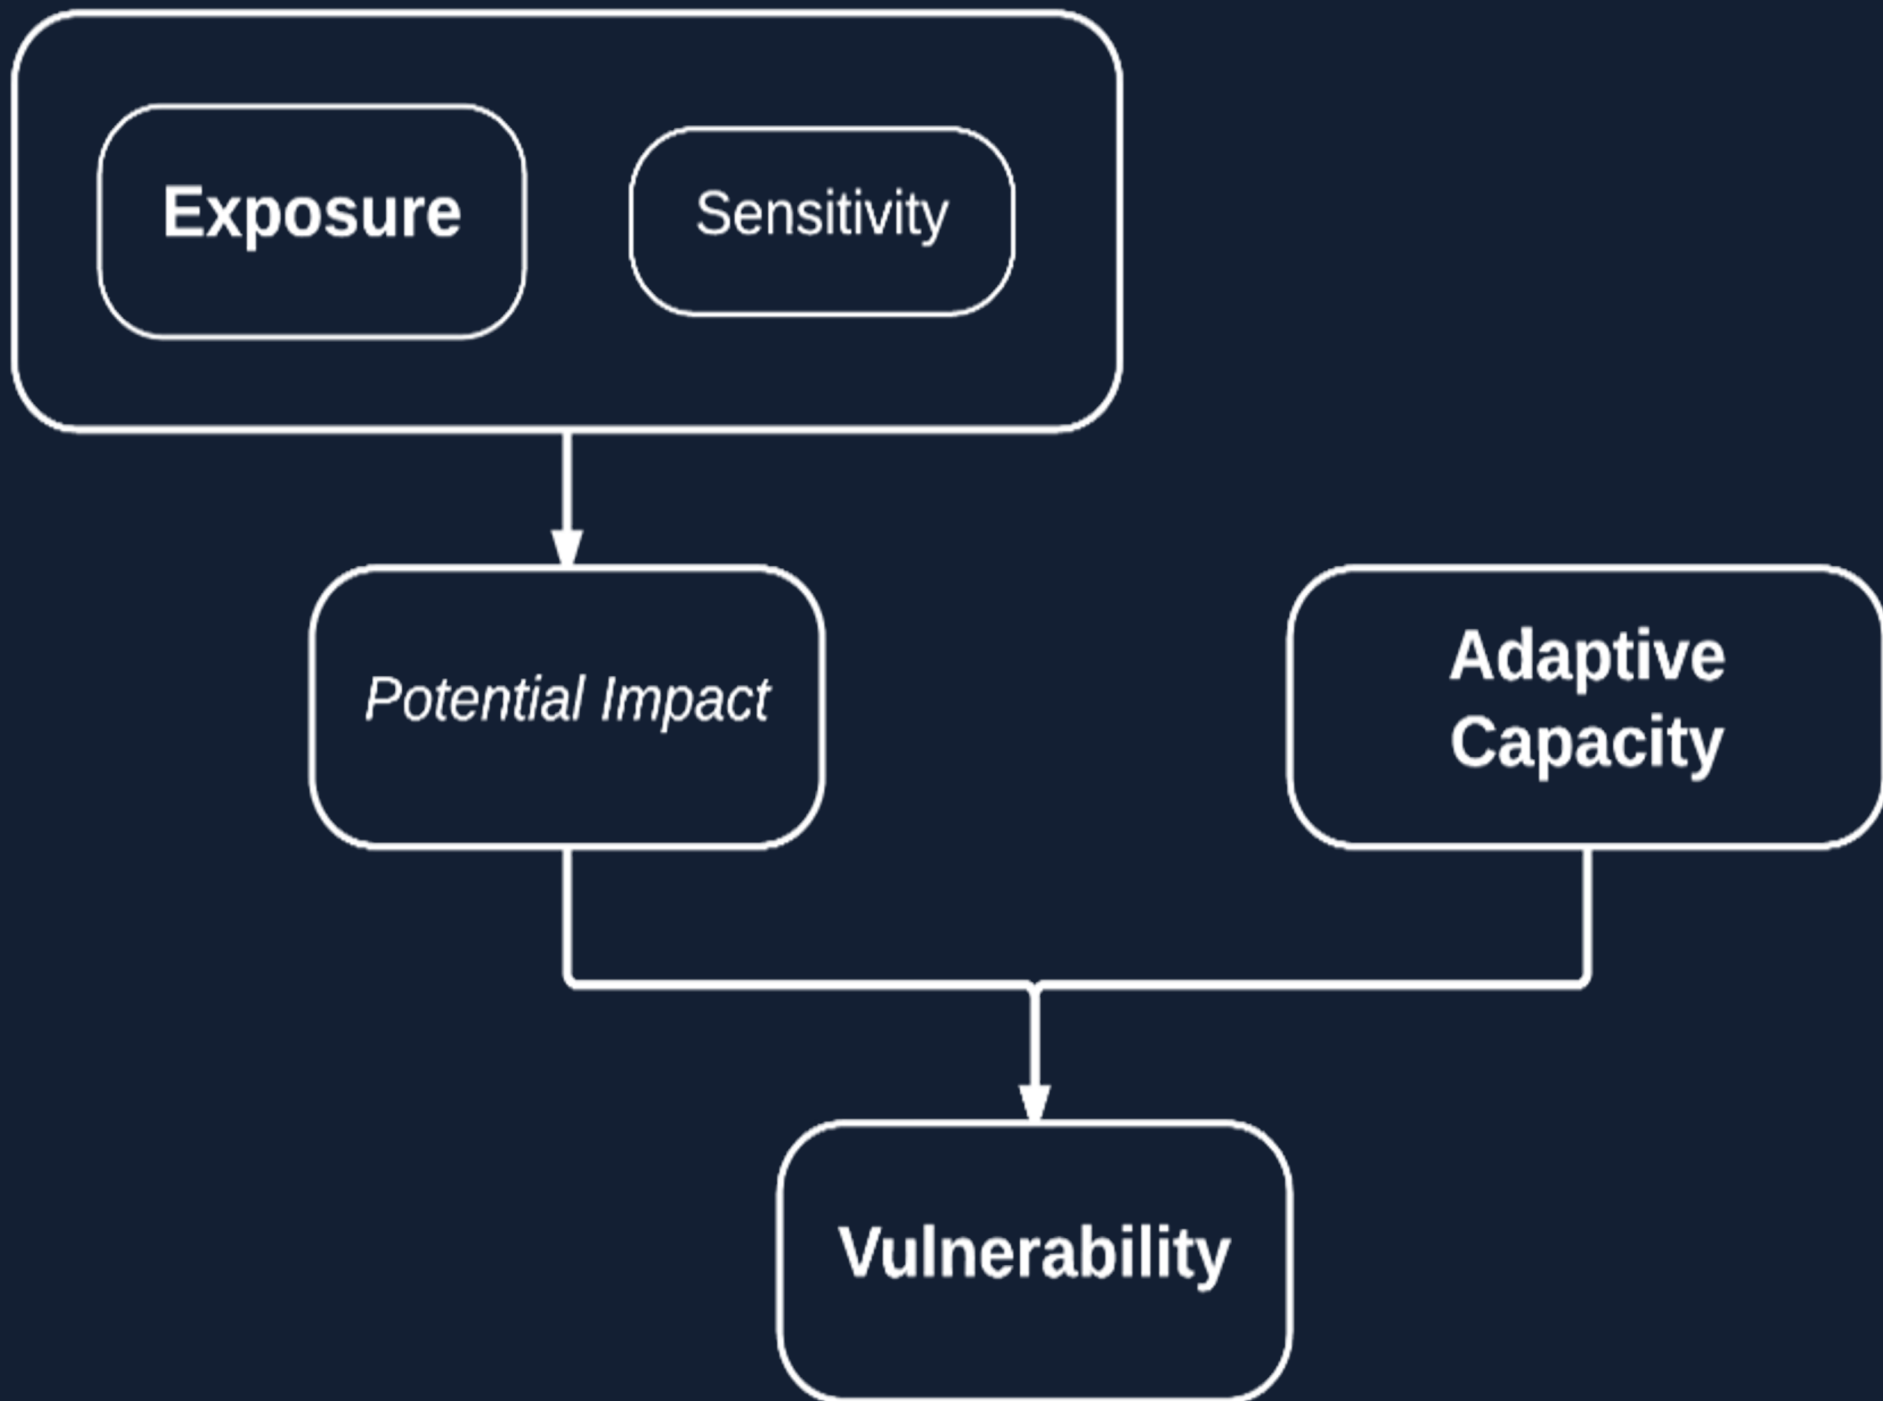 Exposure
Sensitivity
Potential Impact
Adaptive
Capacity
Vulnerability